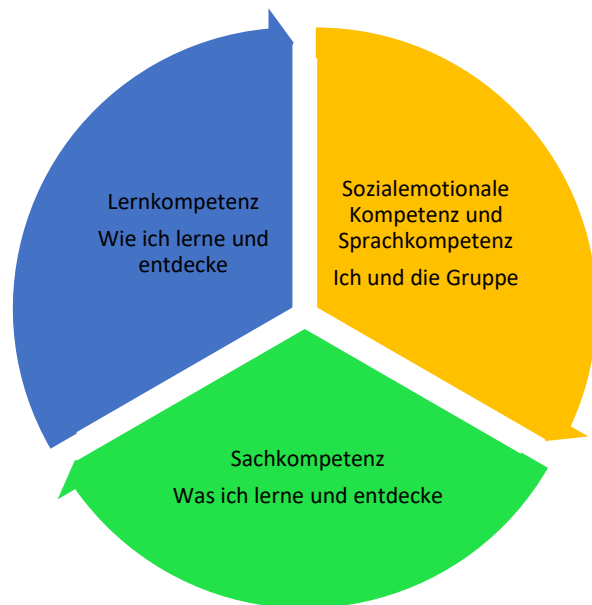 Lernkompetenz
Wie ich lerne und
entdecke
Sozialemotionale
Kompetenz und
Sprachkompetenz
Ich und die Gruppe
Sachkompetenz
Was ich lerne und entdecke